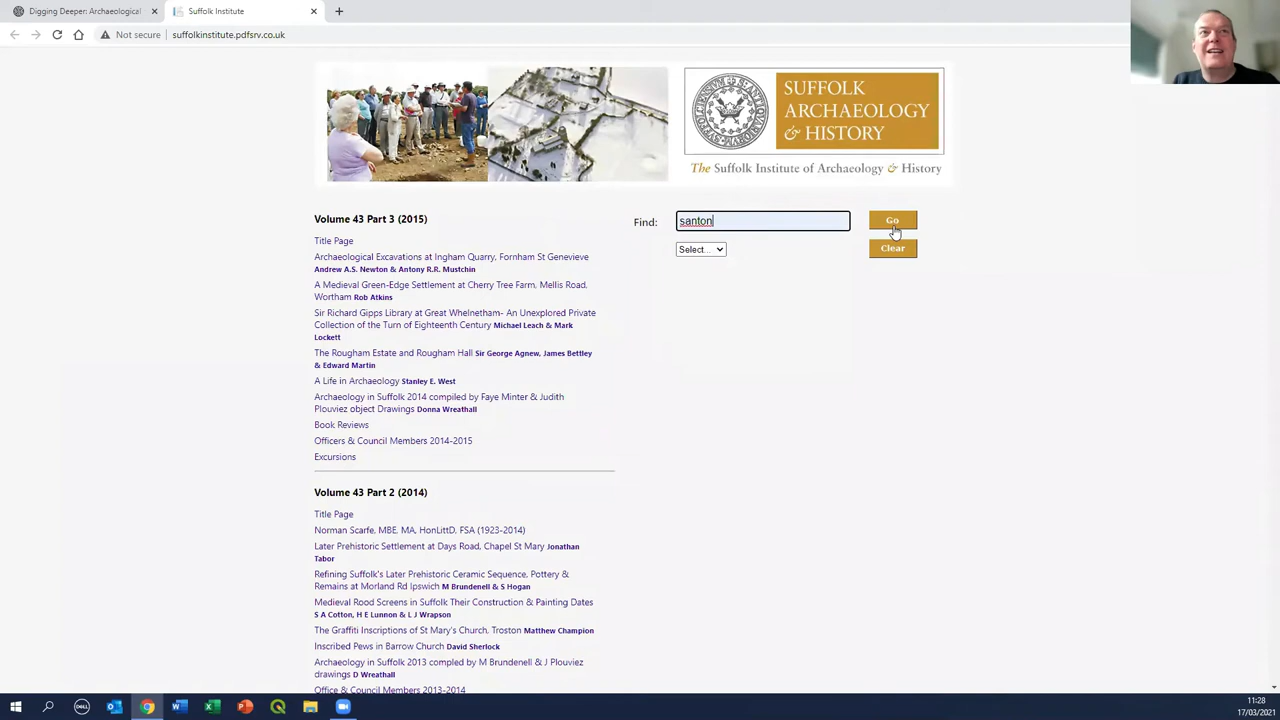 Digging Deeper: Archaeological
Suffolk Institute
Not secure
suffolkinstitute.pdfsrv.co.uk
SUFFOLK
ARCHAEOLOGY
& HISTORY
The Suffolk Institute of Archaeology & History
Volume 43 Part 3 (2015)
Find:
santon
Go
Select...
Clear
Title Page
Archaeological Excavations at Ingham Quarry, Fornham St Genevieve
Andrew A.S. Newton & Antony R.R. Mustchin
A Medieval Green-Edge Settlement at Cherry Tree Farm, Mellis Road,
Wortham Rob Atkins
Sir Richard Gipps Library at Great Whelnetham- An Unexplored Private
Collection of the Turn of Eighteenth Century Michael Leach & Mark
Lockett
The Rougham Estate and Rougham Hall Sir George Agnew, James Bettley
& Edward Martin
A Life in Archaeology Stanley E. West
Archaeology in Suffolk 2014 compiled by Faye Minter & Judith
Plouviez object Drawings Donna Wreathall
Book Reviews
Officers & Council Members 2014-2015
Excursions
Volume 43 Part 2 (2014)
Title Page
Norman Scarfe, MBE, MA, HonLittD, FSA (1923-2014)
Later Prehistoric Settlement at Days Road, Chapel St Mary Jonathan
Tabor
Refining Suffolk's Later Prehistoric Ceramic Sequence, Pottery &
Remains at Morland Rd Ipswich M Brundenell & S Hogan
Medieval Rood Screens in Suffolk Their Construction & Painting Dates
S A Cotton, H E Lunnon & L J Wrapson
The Graffiti Inscriptions of St Mary's Church, Troston Matthew Champion
Inscribed Pews in Barrow Church David Sherlock
Archaeology in Suffolk 2013 compled by M Brundenell & J Plouviez
drawings D Wreathall
Office & Council Members 2013-2014
11:28
17/03/2021